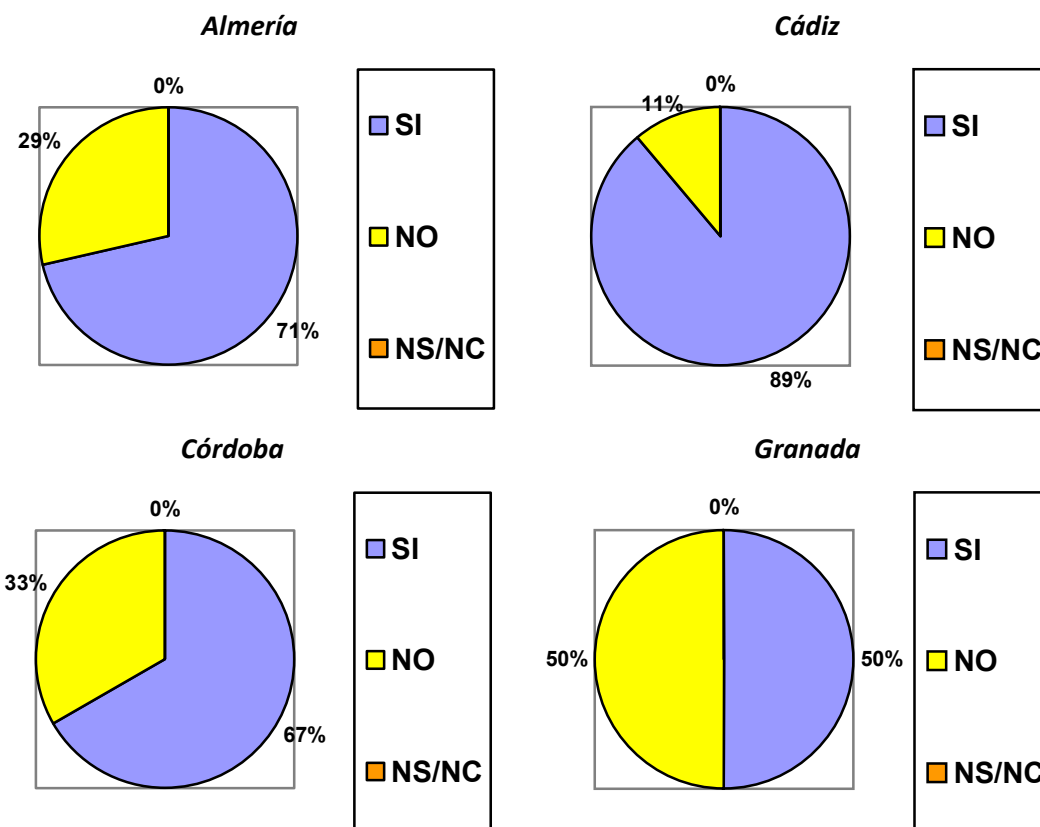 Almería
0%
29%
71%
SI
NO
NS/NC
Cádiz
0%
11%
89%
SI
NO
NS/NC
Córdoba
0%
33%
67%
SI
NO
NS/NC
Granada
0%
50%
50%
SI
NO
NS/NC